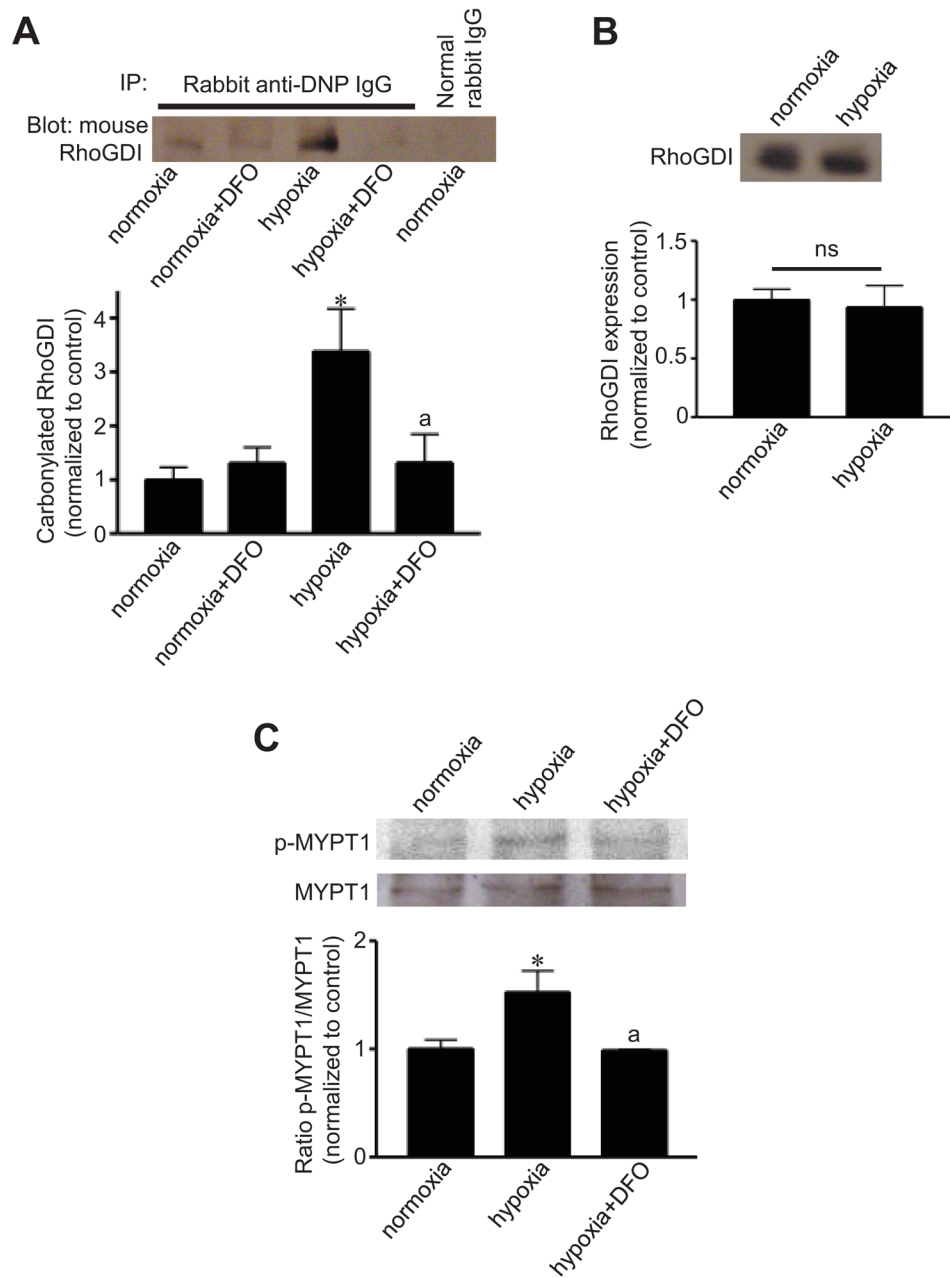 A
IP:
Rabbit anti-DNP IgG
Normal
rabbit IgG
Blot: mouse
RhoGDI
normoxia
normoxia+DFO
hypoxia
hypoxia+DFO
normoxia
Carbonylated RhoGDI
(normalized to control)
4
3
2
1
0
*
a
normoxia
normoxia+DFO
hypoxia
hypoxia+DFO
B
normoxia
hypoxia
RhoGDI
RhoGDI expression
(normalized to control)
1.5
1
0.5
0
ns
normoxia
hypoxia
C
normoxia
hypoxia
hypoxia+DFO
p-MYPT1
MYPT1
Ratio p-MYPT1/MYPT1
(normalized to control)
2
1
0
*
a
normoxia
hypoxia
hypoxia+DFO